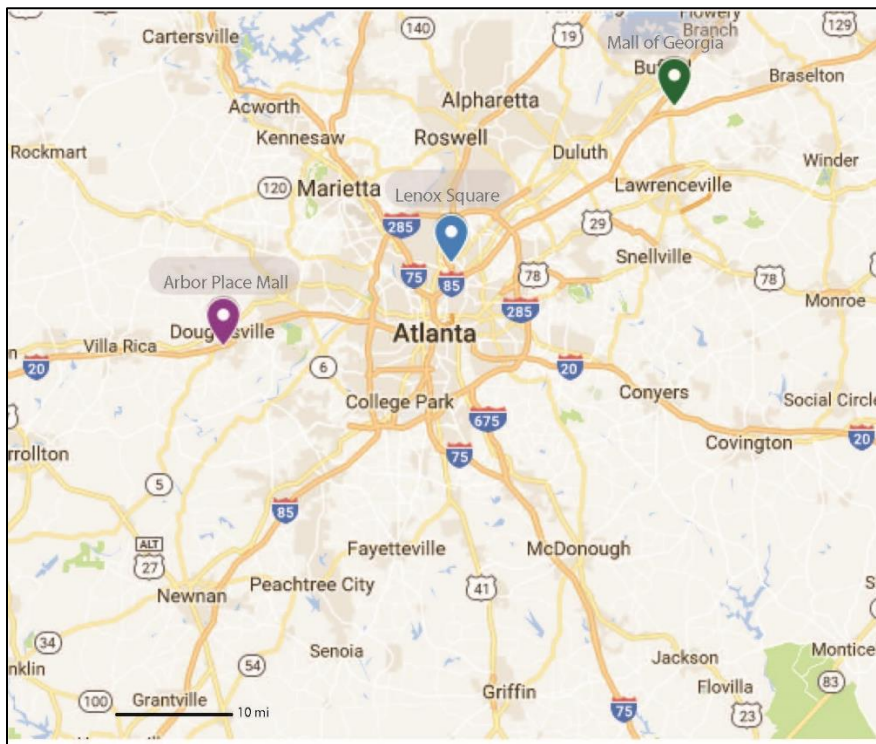 Flowery
Branch
Cartersville
140
19
129
Mall of Georgia
Braselton
Acworth
Alpharetta
Kennesaw
Roswell
Rockmart
Duluth
Winder
120
Marietta
Lawrenceville
Lenox Square
285
29
Snellville
Arbor Place Mall
75
85
78
78
285
Monroe
Villa Rica
Atlanta
20
6
20
Conyers
College Park
Social Circle
675
20
Covington
rrollton
75
5
85
ALT
27
Fayetteville
McDonough
Newnan
Peachtree City
41
34
Senoia
54
Jackson
Montice
nklin
83
100
Grantville
10 mi
Griffin
Flovilla
75
23